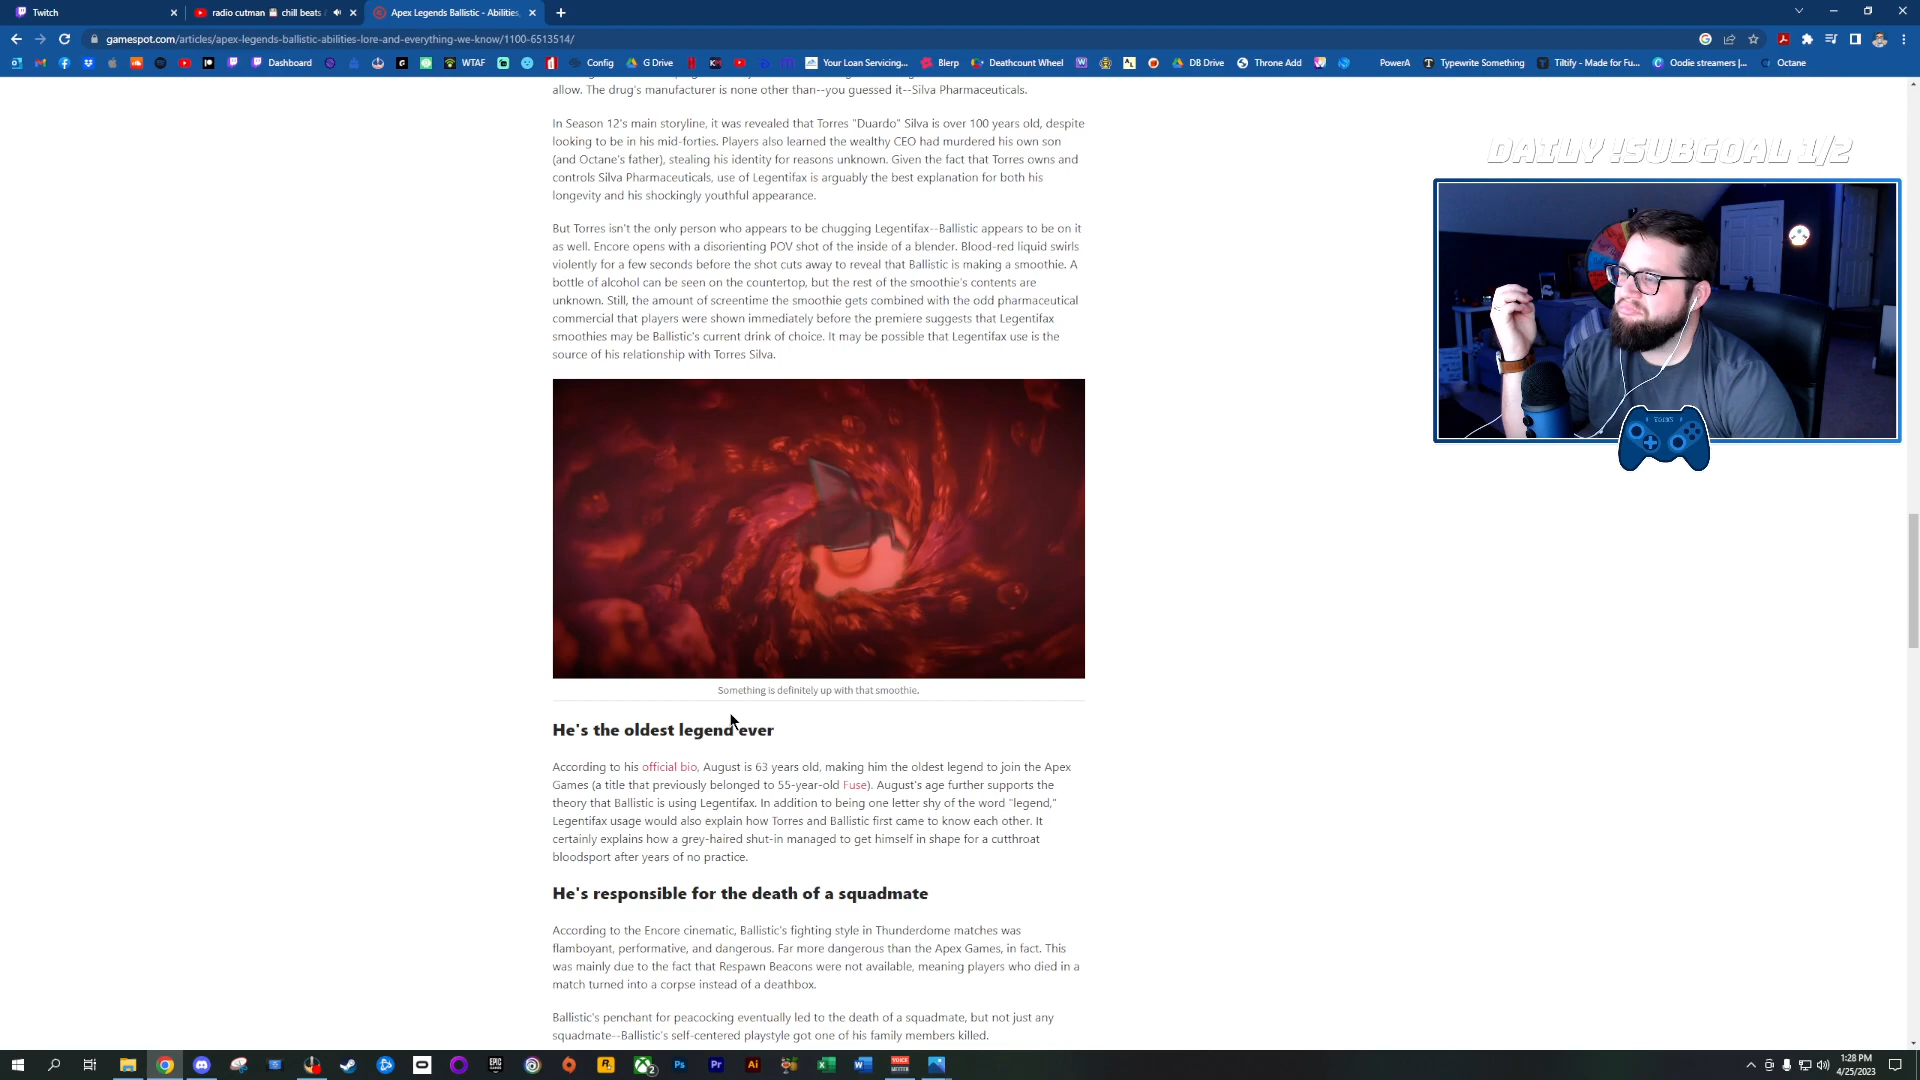 Twitch
radio cutman 💾 chill beats
Apex Legends Ballistic - Abilities,
gamespot.com/articles/apex-legends-ballistic-abilities-lore-and-everything-we-know/1100-6513514/
Dashboard
WTAF
Config
G Drive
Your Loan Servicing...
Blerp
Deathcount Wheel
DB Drive
Throne Add
PowerA
Typewrite Something
Tiltify - Made for Fu...
Oodie streamers |...
Octane
allow. The drug's manufacturer is none other than--you guessed it--Silva Pharmaceuticals.
In Season 12's main storyline, it was revealed that Torres "Duardo" Silva is over 100 years old, despite
looking to be in his mid-forties. Players also learned the wealthy CEO had murdered his own son
(and Octane's father), stealing his identity for reasons unknown. Given the fact that Torres owns and
controls Silva Pharmaceuticals, use of Legentifax is arguably the best explanation for both his
longevity and his shockingly youthful appearance.
But Torres isn't the only person who appears to be chugging Legentifax--Ballistic appears to be on it
as well. Encore opens with a disorienting POV shot of the inside of a blender. Blood-red liquid swirls
violently for a few seconds before the shot cuts away to reveal that Ballistic is making a smoothie. A
bottle of alcohol can be seen on the countertop, but the rest of the smoothie's contents are
unknown. Still, the amount of screentime the smoothie gets combined with the odd pharmaceutical
commercial that players were shown immediately before the premiere suggests that Legentifax
smoothies may be Ballistic's current drink of choice. It may be possible that Legentifax use is the
source of his relationship with Torres Silva.
Something is definitely up with that smoothie.
He's the oldest legend ever
According to his official bio, August is 63 years old, making him the oldest legend to join the Apex
Games (a title that previously belonged to 55-year-old Fuse). August's age further supports the
theory that Ballistic is using Legentifax. In addition to being one letter shy of the word "legend,"
Legentifax usage would also explain how Torres and Ballistic first came to know each other. It
certainly explains how a grey-haired shut-in managed to get himself in shape for a cutthroat
bloodsport after years of no practice.
He's responsible for the death of a squadmate
According to the Encore cinematic, Ballistic's fighting style in Thunderdome matches was
flamboyant, performative, and dangerous. Far more dangerous than the Apex Games, in fact. This
was mainly due to the fact that Respawn Beacons were not available, meaning players who died in a
match turned into a corpse instead of a deathbox.
Ballistic's penchant for peacocking eventually led to the death of a squadmate, but not just any
squadmate--Ballistic's self-centered playstyle got one of his family members killed.
DAILY !SUBGOAL 1/2
1:28 PM
4/25/2023